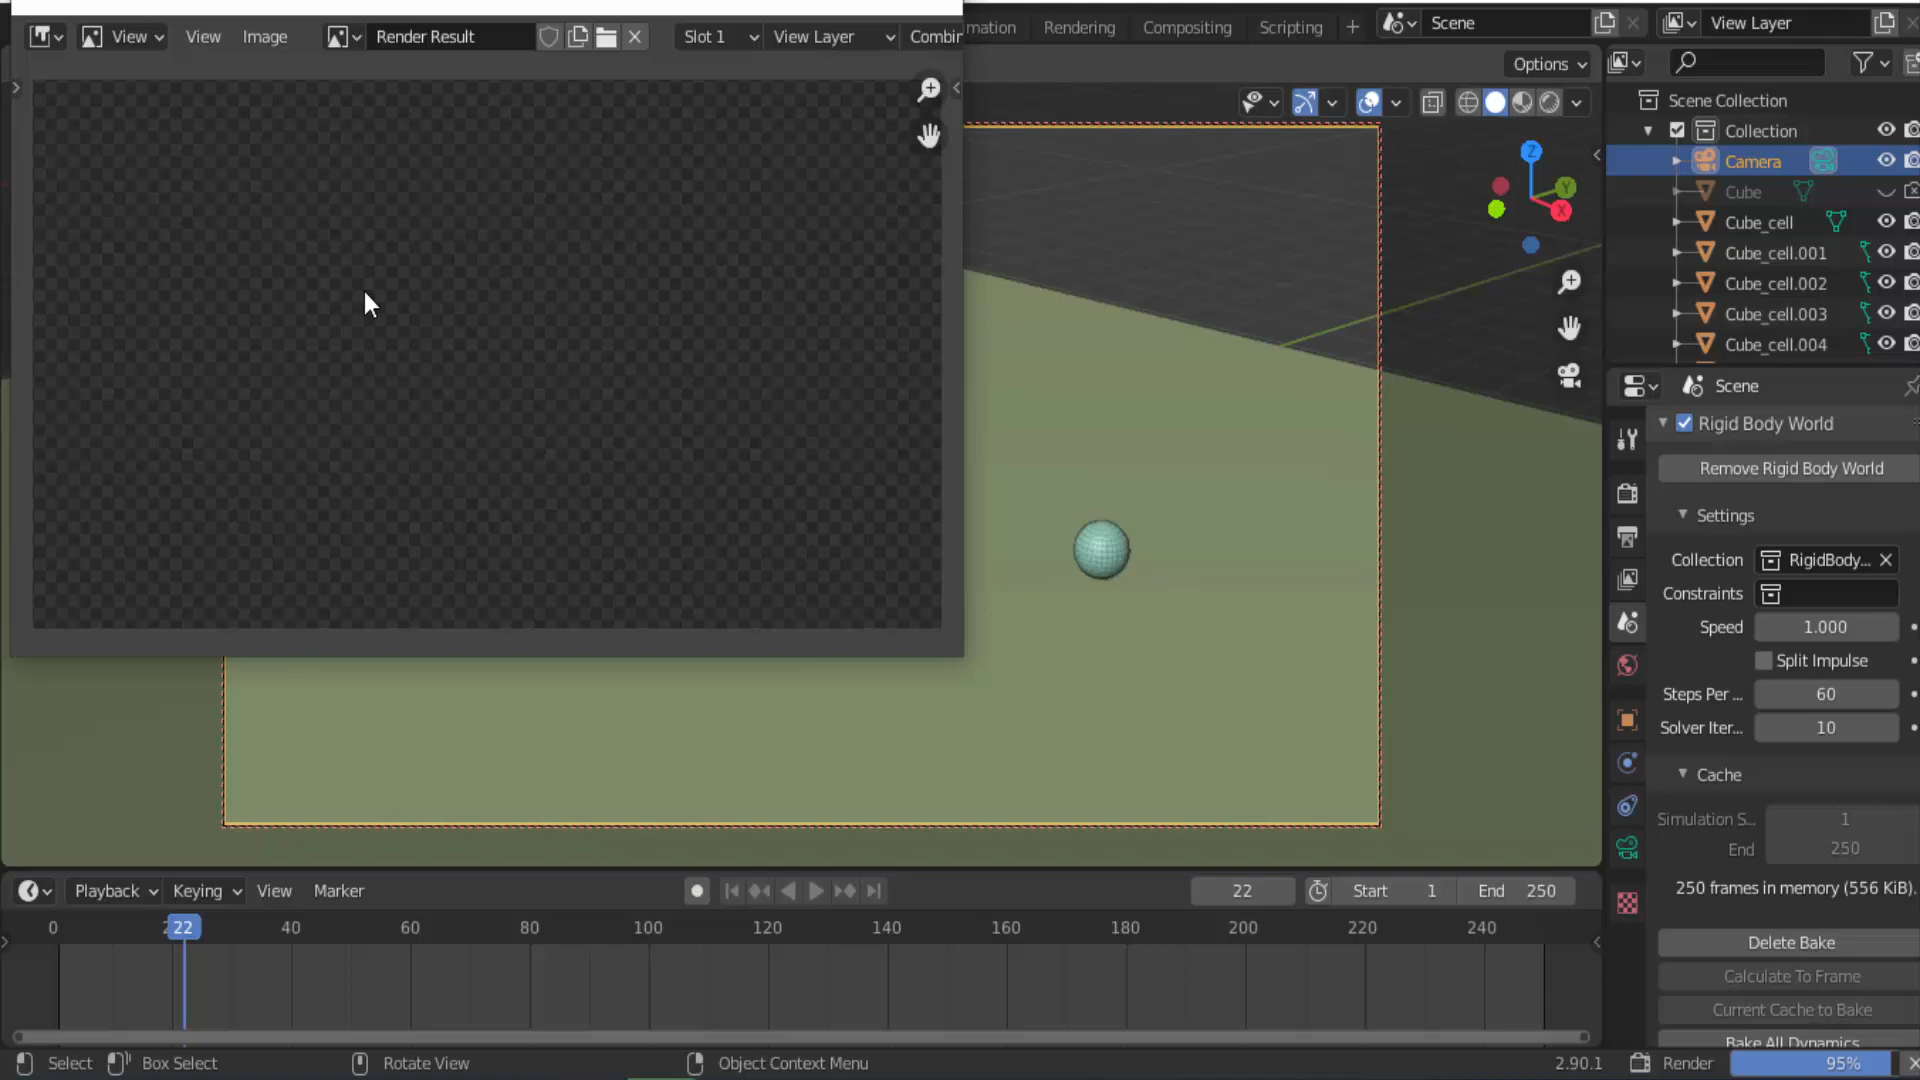 View View Image Render Result Slot 1 View Layer Combin
mation Rendering Compositing Scripting + Scene View Layer
Options
Scene Collection
Collection
Camera
Cube
Cube_cell
Cube_cell.001
Cube_cell.002
Cube_cell.003
Cube_cell.004
Z
Y
X
Scene
Rigid Body World
Remove Rigid Body World
Settings
Collection RigidBody...
Constraints
Speed 1.000
Split Impulse
Steps Per ... 60
Solver Iter... 10
Cache
Simulation S... 1
End 250
250 frames in memory (556 KiB).
Delete Bake
Calculate To Frame
Current Cache to Bake
Bake All Dynamics
Playback Keying View Marker 22 Start 1 End 250
0 22 40 60 80 100 120 140 160 180 200 220 240
Select Box Select Rotate View Object Context Menu 2.90.1 Render 95%